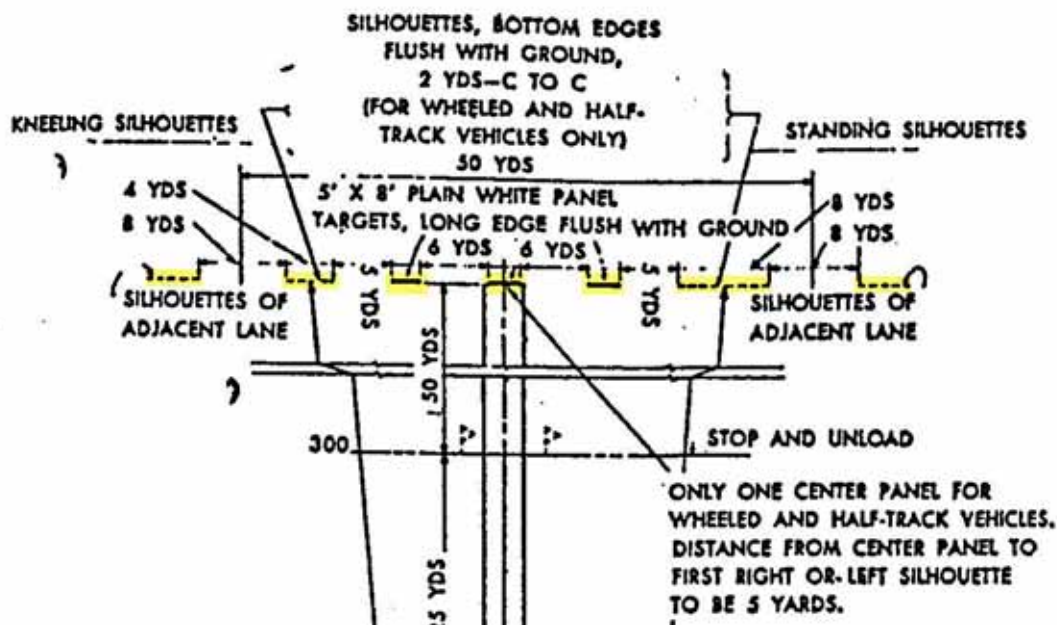 SILHOUETTES, BOTTOM EDGES
FLUSH WITH GROUND,
2 YDS—C TO C
(FOR WHEELED AND HALF-
TRACK VEHICLES ONLY)
KNEELING SILHOUETTES
STANDING SILHOUETTES
50 YDS
4 YDS
8 YDS
5' X 8' PLAIN WHITE PANEL
TARGETS, LONG EDGE FLUSH WITH GROUND
8 YDS
8 YDS
6 YDS
6 YDS
5 YDS
5 YDS
SILHOUETTES OF
ADJACENT LANE
SILHOUETTES OF
ADJACENT LANE
50 YDS
300
STOP AND UNLOAD
ONLY ONE CENTER PANEL FOR
WHEELED AND HALF-TRACK VEHICLES.
DISTANCE FROM CENTER PANEL TO
FIRST RIGHT OR LEFT SILHOUETTE
TO BE 5 YARDS.
YDS